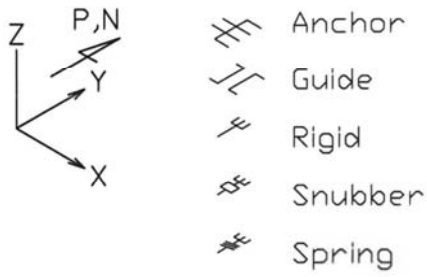 P,N
Z
Y
X
Anchor
Guide
Rigid
Snubber
Spring